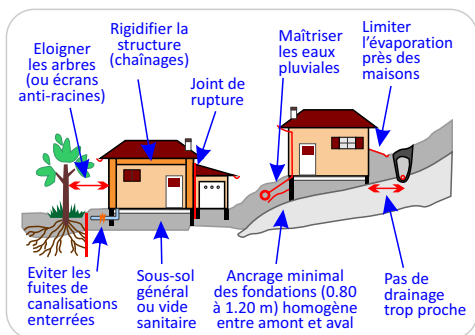 Eloigner
les arbres
(ou écrans
anti-racines)
Rigidifier la
structure
(chaînages)
Joint de
rupture
Maîtriser
les eaux
pluviales
Limiter
l'évaporation
près des
maisons
Eviter les
fuites de
canalisations
enterrées
Sous-sol
général
ou vide
sanitaire
Ancrage minimal
des fondations (0.80
à 1.20 m) homogène
entre amont et aval
Pas de
drainage
trop proche